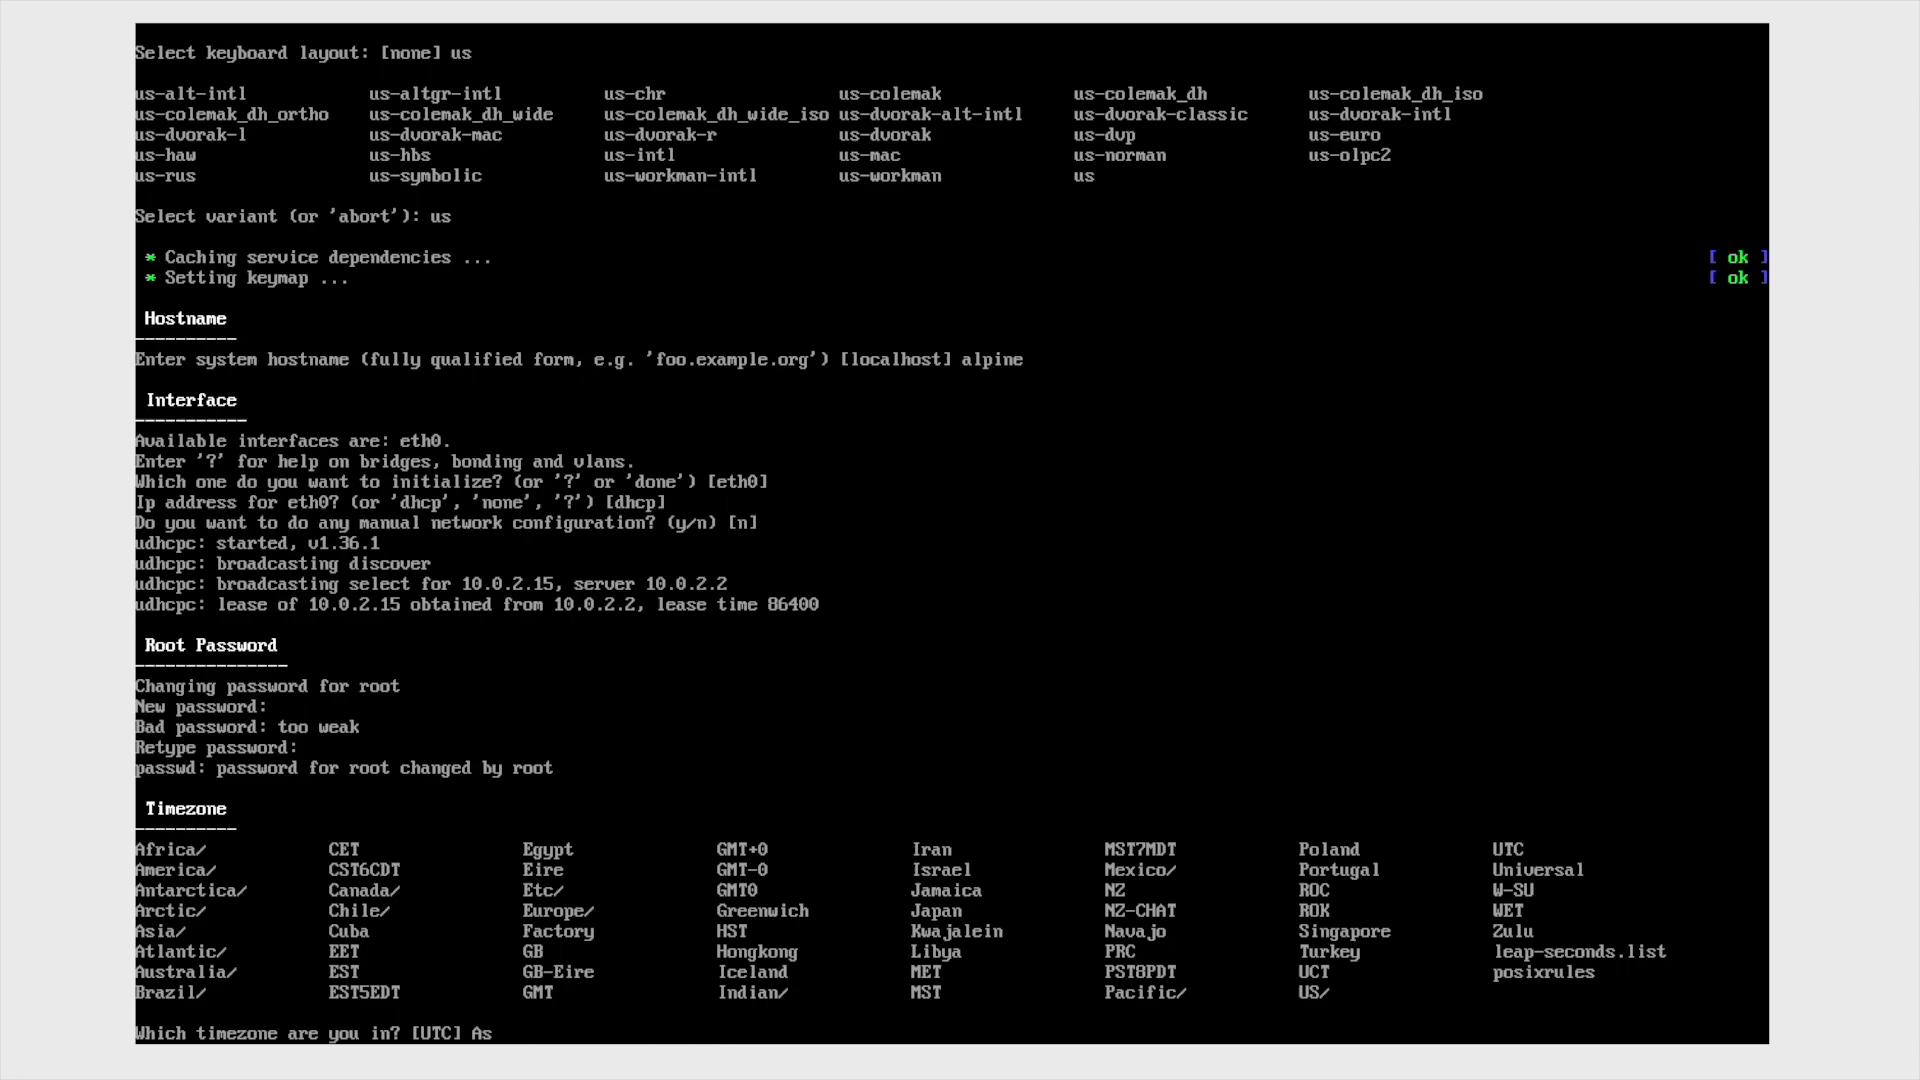 Select keyboard layout: [none] us
us-alt-intl us-altgr-intl us-chr us-colemak us-colemak_dh us-colemak_dh_iso
us-colemak_dh_ortho us-colemak_dh_wide us-colemak_dh_wide_iso us-dvorak-alt-intl us-dvorak-classic us-dvorak-intl
us-dvorak-l us-dvorak-mac us-dvorak-r us-dvorak us-dvp us-euro
us-haw us-hbs us-intl us-mac us-norman us-olpc2
us-rus us-symbolic us-workman-intl us-workman us
Select variant (or 'abort'): us
* Caching service dependencies ... [ ok ]
* Setting keymap ... [ ok ]
Hostname
----------
Enter system hostname (fully qualified form, e.g. 'foo.example.org') [localhost] alpine
Interface
-----------
Available interfaces are: eth0.
Enter '?' for help on bridges, bonding and vlans.
Which one do you want to initialize? (or '?' or 'done') [eth0]
Ip address for eth0? (or 'dhcp', 'none', '?') [dhcp]
Do you want to do any manual network configuration? (y/n) [n]
udhcpc: started, v1.36.1
udhcpc: broadcasting discover
udhcpc: broadcasting select for 10.0.2.15, server 10.0.2.2
udhcpc: lease of 10.0.2.15 obtained from 10.0.2.2, lease time 86400
Root Password
---------------
Changing password for root
New password:
Bad password: too weak
Retype password:
passwd: password for root changed by root
Timezone
----------
Africa/ CET Egypt GMT+0 Iran MST7MDT Poland UTC
America/ CST6CDT Eire GMT-0 Israel Mexico/ Portugal Universal
Antarctica/ Canada/ Etc/ GMT0 Jamaica NZ ROC W-SU
Arctic/ Chile/ Europe/ Greenwich Japan NZ-CHAT ROK WET
Asia/ Cuba Factory HST Kwajalein Navajo Singapore Zulu
Atlantic/ EET GB Hongkong Libya PRC Turkey leap-seconds.list
Australia/ EST GB-Eire Iceland MET PST8PDT UCT posixrules
Brazil/ EST5EDT GMT Indian/ MST Pacific/ US/
Which timezone are you in? [UTC] As